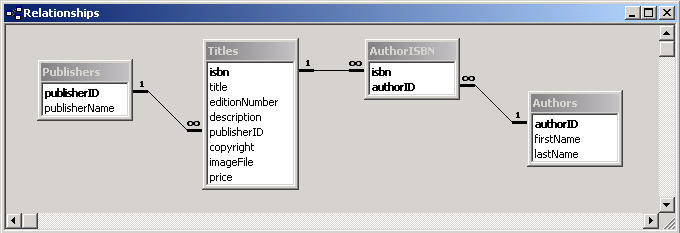 Relationships
Publishers
publisherID
publisherName
1
∞
Titles
isbn
title
editionNumber
description
publisherID
copyright
imageFile
price
1
∞
AuthorISBN
isbn
authorID
∞
1
Authors
authorID
firstName
lastName